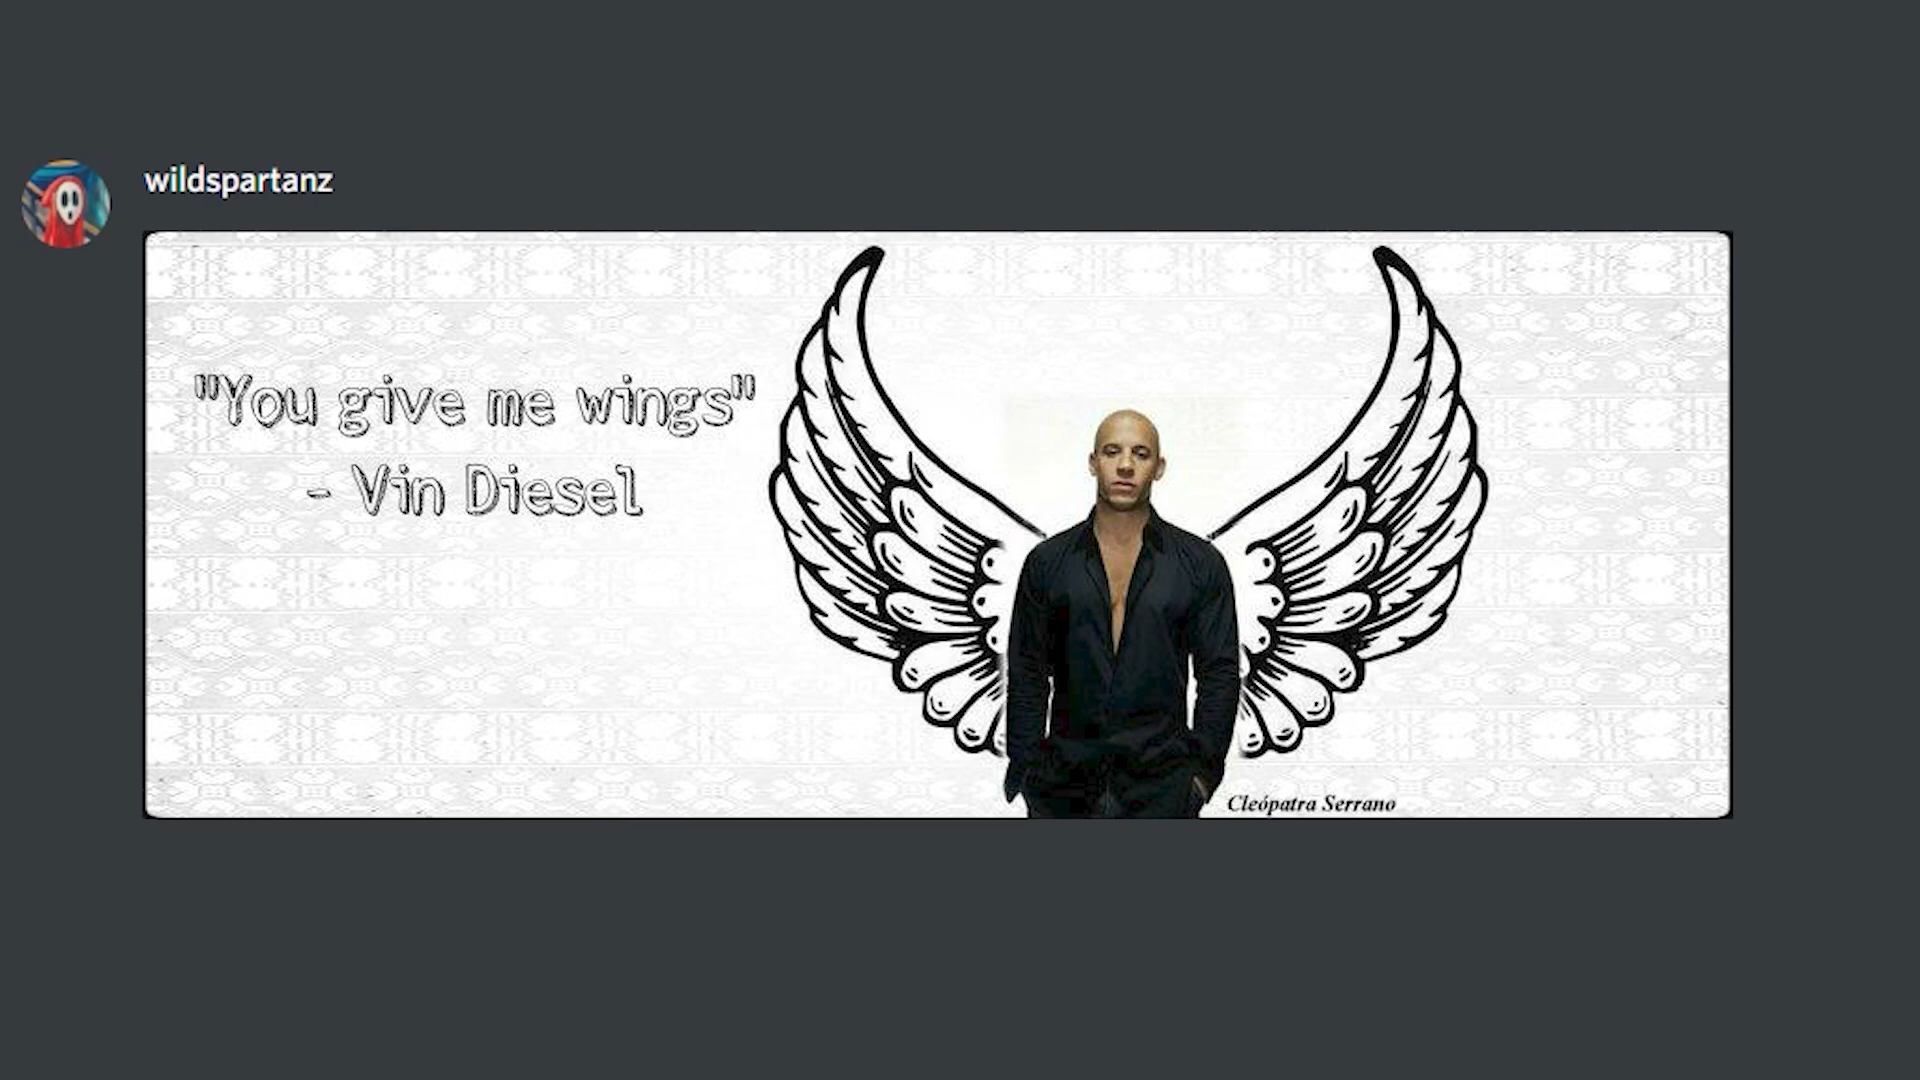 wildspartanz
"You give me wings"
- Vin Diesel
Cleópatra Serrano